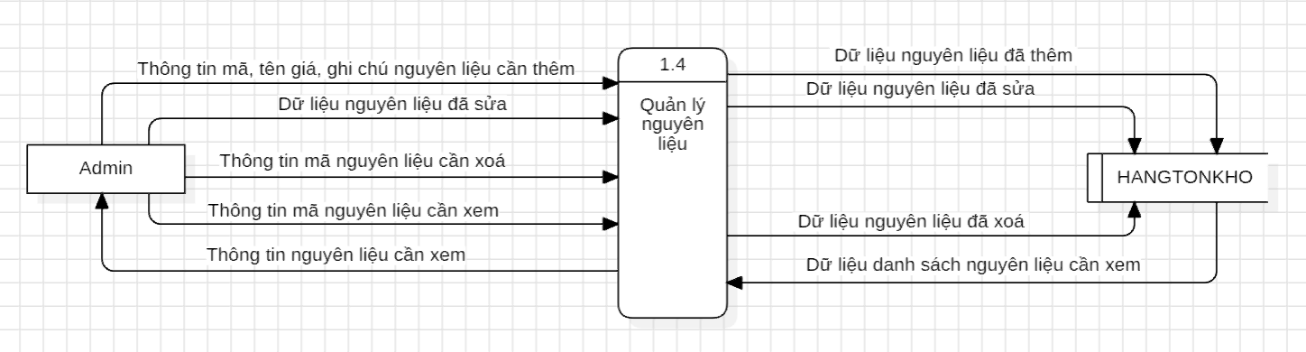 Thông tin mã, tên giá, ghi chú nguyên liệu cần thêm
Dữ liệu nguyên liệu đã sửa
Admin
Thông tin mã nguyên liệu cần xoá
Thông tin mã nguyên liệu cần xem
Thông tin nguyên liệu cần xem
1.4
Quản lý
nguyên
liệu
Dữ liệu nguyên liệu đã thêm
Dữ liệu nguyên liệu đã sửa
HANGTONKHO
Dữ liệu nguyên liệu đã xoá
Dữ liệu danh sách nguyên liệu cần xem